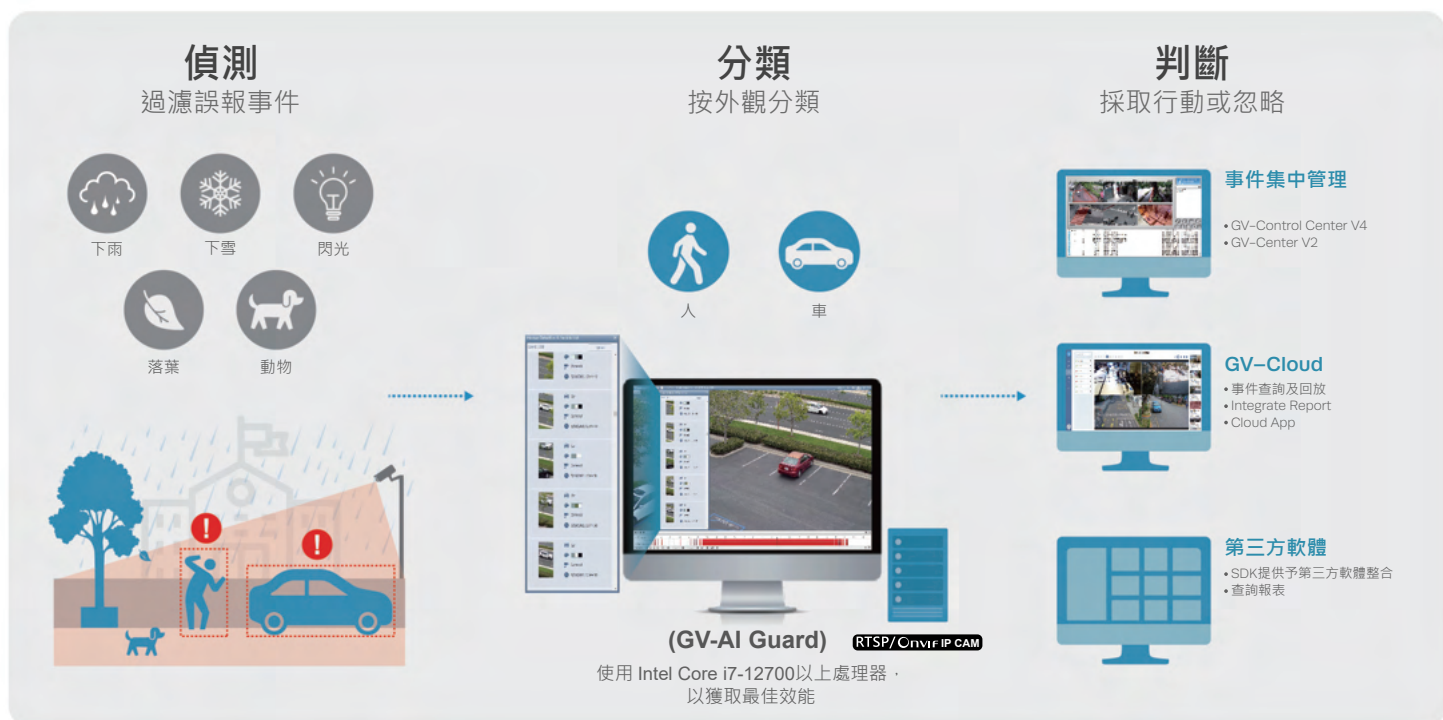 偵測
過濾誤報事件
下雨
下雪
閃光
落葉
動物
分類
按外觀分類
人
車
(GV-AI Guard)
RTSP/ONVIF IP CAM
使用 Intel Core i7-12700以上處理器，
以獲取最佳效能
判斷
採取行動或忽略
事件集中管理
• GV-Control Center V4
• GV-Center V2
GV-Cloud
• 事件查詢及回放
• Integrate Report
• Cloud App
第三方軟體
• SDK提供予第三方軟體整合
• 查詢報表